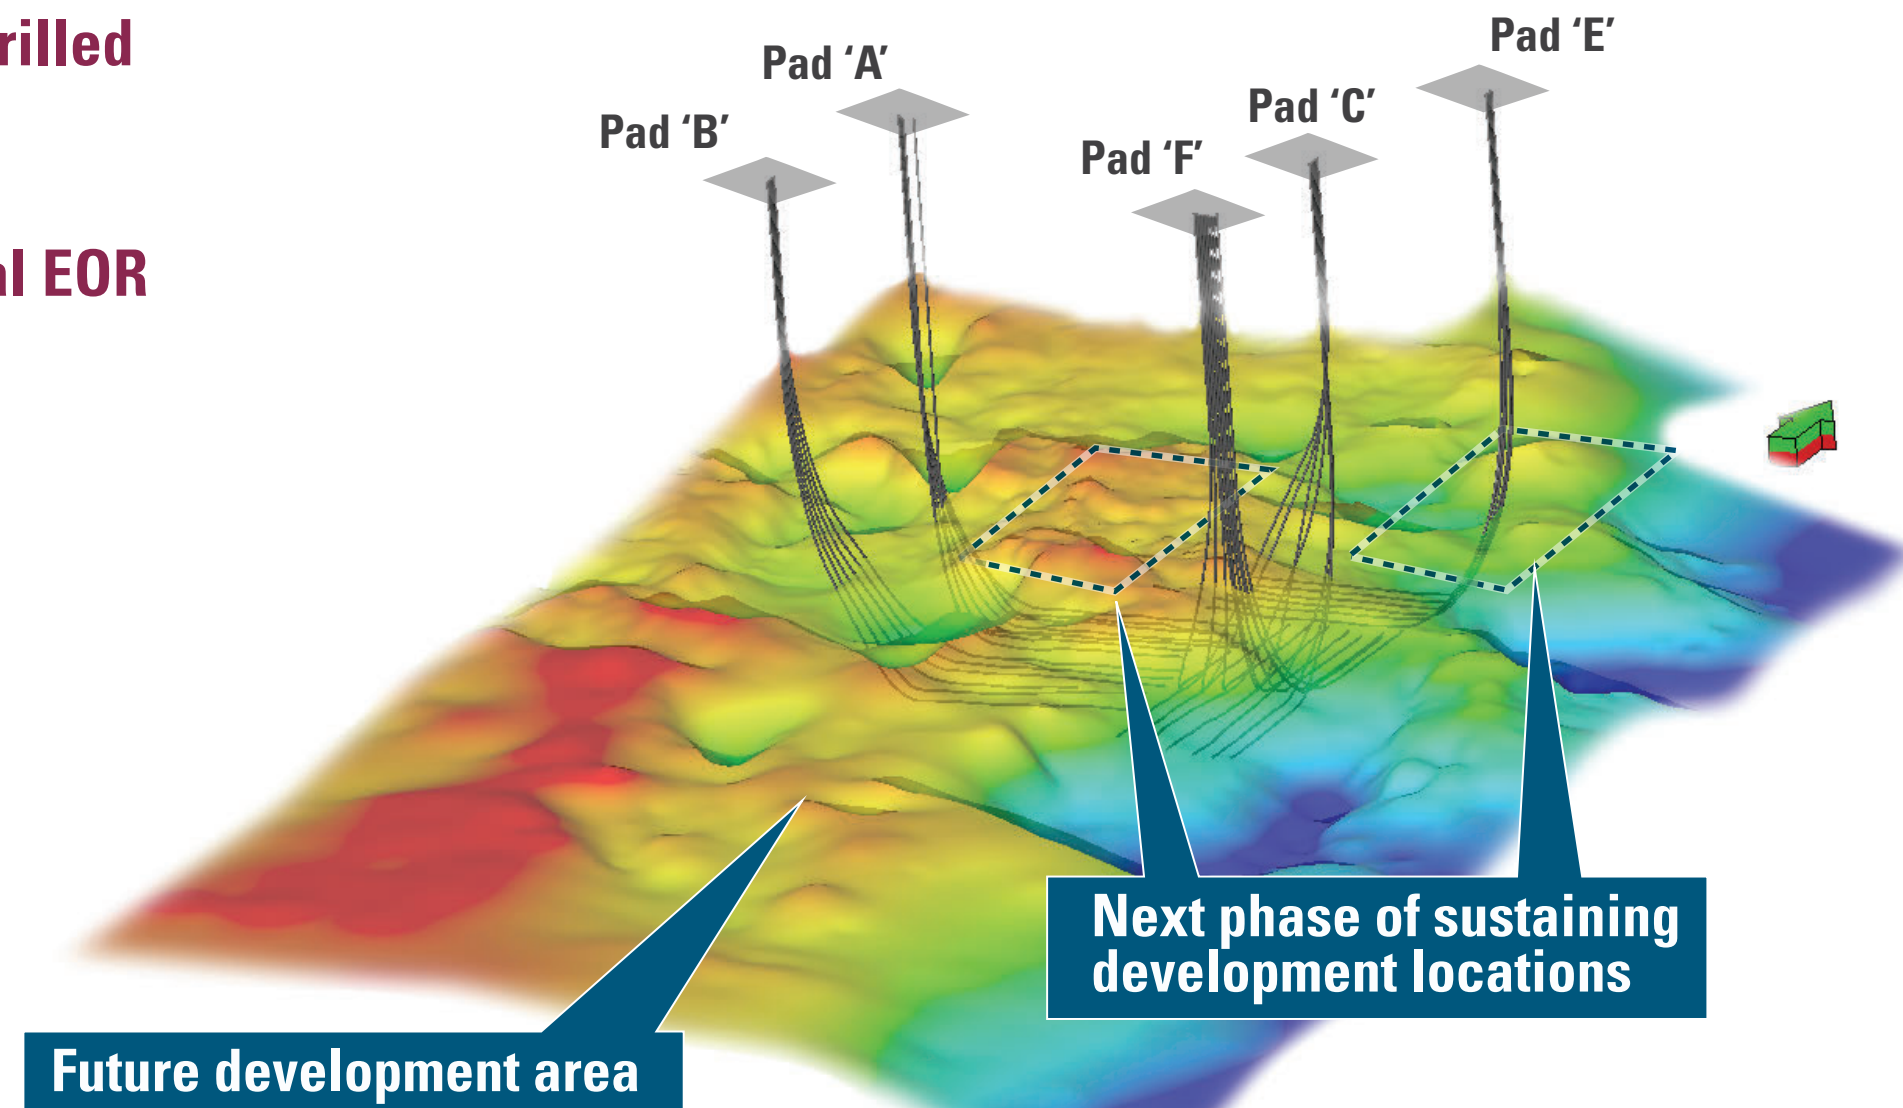 rilled
al EOR
Pad ‘A’
Pad ‘B’
Pad ‘E’
Pad ‘C’
Pad ‘F’
Next phase of sustaining
development locations
Future development area